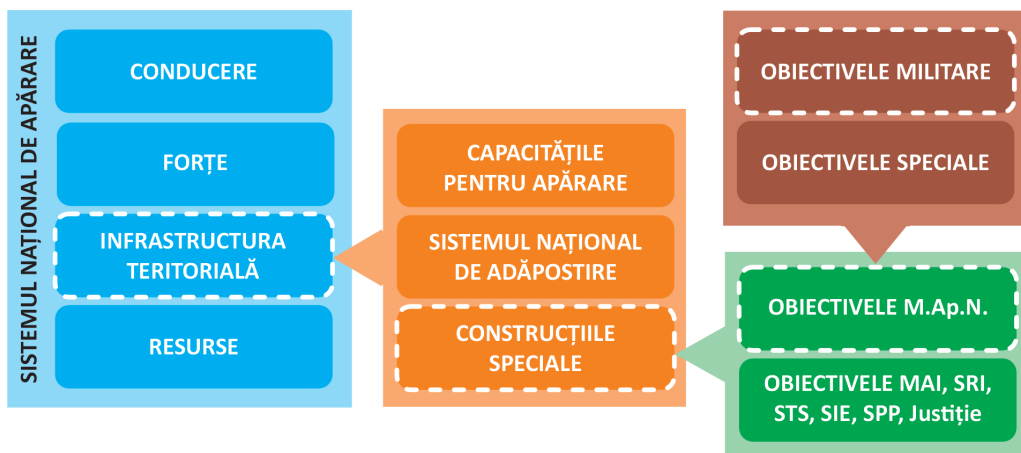 SISTEMUL NAȚIONAL DE APĂRARE
CONDUCERE
FORȚE
INFRASTRUCTURA
TERITORIALĂ
RESURSE
CAPACITĂȚILE
PENTRU APĂRARE
SISTEMUL NAȚIONAL
DE ADĂPOSTIRE
CONSTRUCȚIILE
SPECIALE
OBIECTIVELE MILITARE
OBIECTIVELE SPECIALE
OBIECTIVELE M.Ap.N.
OBIECTIVELE MAI, SRI,
STS, SIE, SPP, Justiție